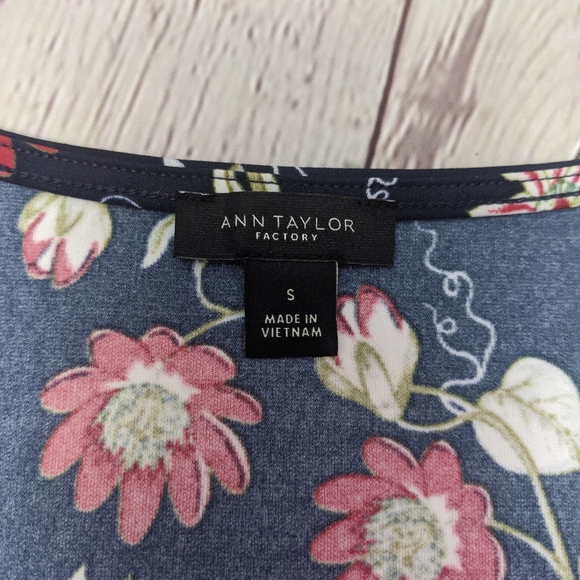 ANN TAYLOR
FACTORY
S
MADE IN
VIETNAM